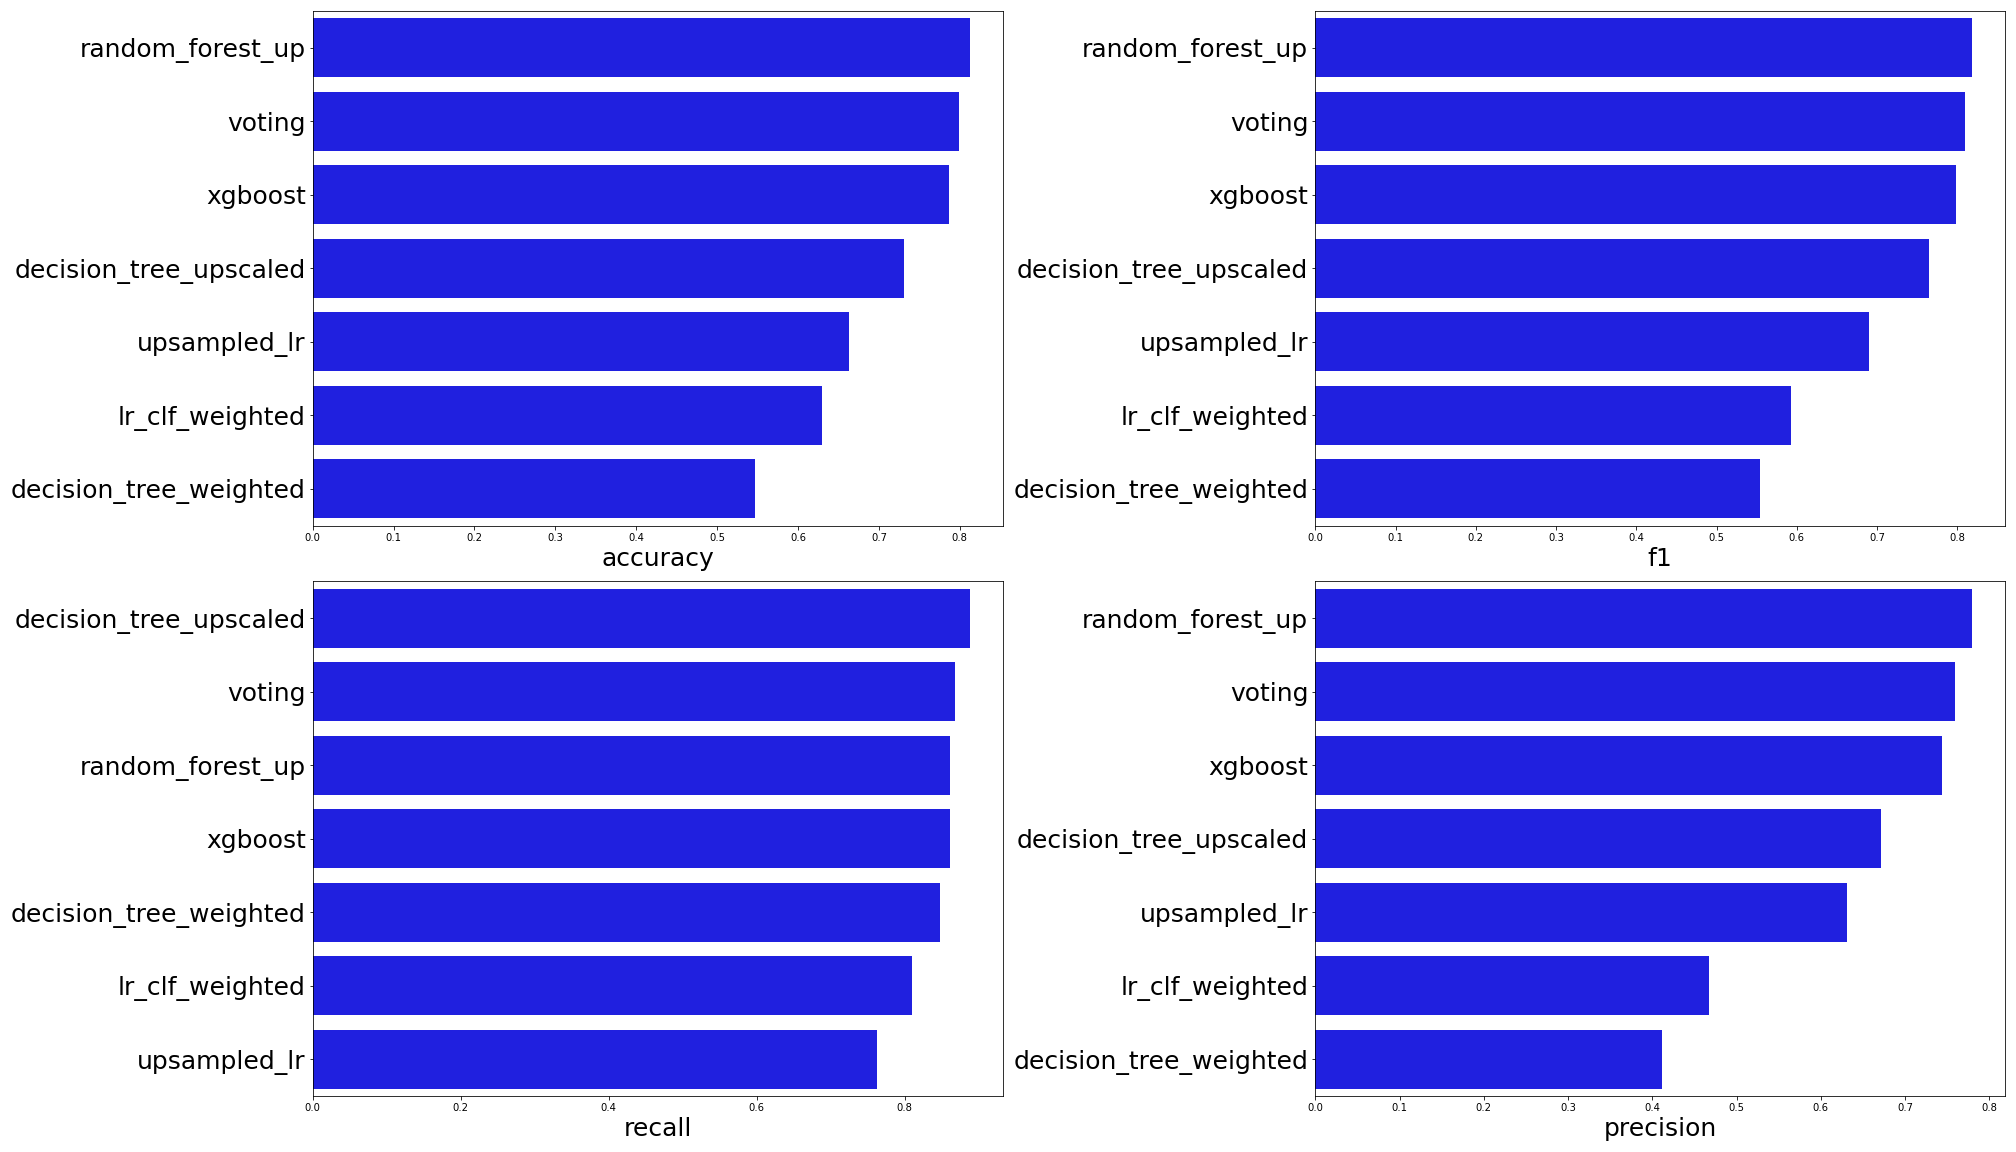 random_forest_up
voting
xgboost
decision_tree_upscaled
upsampled_lr
lr_clf_weighted
decision_tree_weighted
0.0 0.1 0.2 0.3 0.4 0.5 0.6 0.7 0.8
accuracy
random_forest_up
voting
xgboost
decision_tree_upscaled
upsampled_lr
lr_clf_weighted
decision_tree_weighted
0.0 0.1 0.2 0.3 0.4 0.5 0.6 0.7 0.8
f1
decision_tree_upscaled
voting
random_forest_up
xgboost
decision_tree_weighted
lr_clf_weighted
upsampled_lr
0.0 0.2 0.4 0.6 0.8
recall
random_forest_up
voting
xgboost
decision_tree_upscaled
upsampled_lr
lr_clf_weighted
decision_tree_weighted
0.0 0.1 0.2 0.3 0.4 0.5 0.6 0.7 0.8
precision